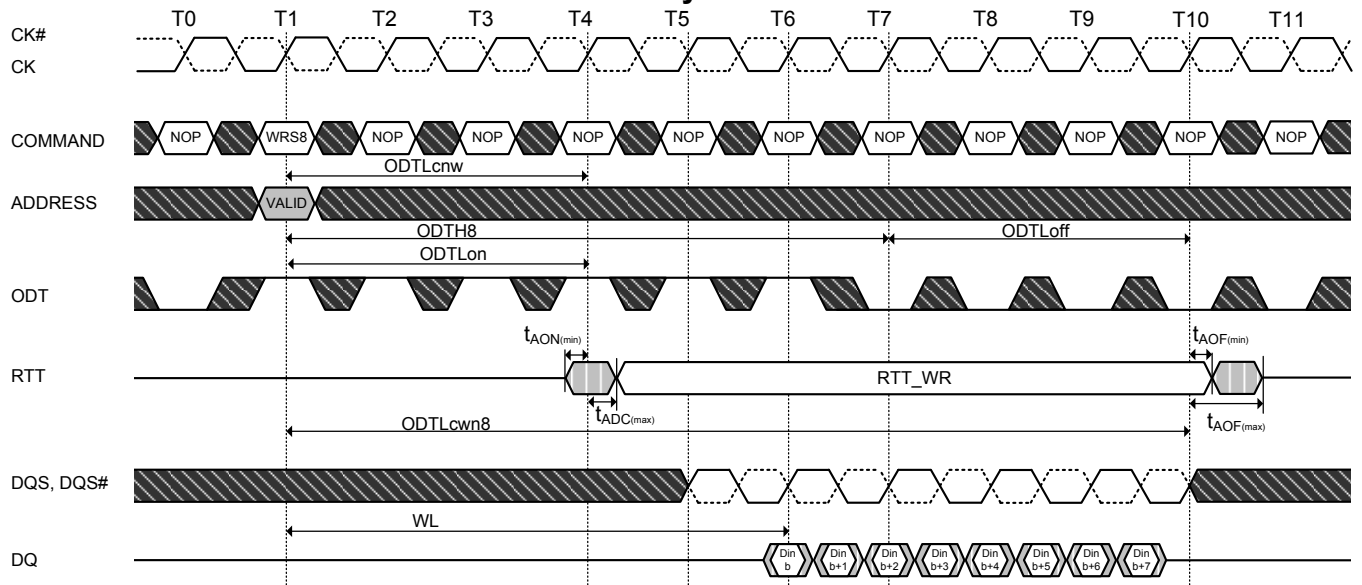 T0 T1 T2 T3 T4 T5 T6 T7 T8 T9 T10 T11
CK#
CK
COMMAND NOP WRS8 NOP NOP NOP NOP NOP NOP NOP NOP NOP NOP
ODTLcnw
ADDRESS VALID
ODTH8 ODTLoff
ODTLon
ODT
tAON(min) tAOF(min)
RTT RTT_WR
tADC(max) tAOF(max)
ODTLcwn8
DQS, DQS#
WL
DQ Din b Din b+1 Din b+2 Din b+3 Din b+4 Din b+5 Din b+6 Din b+7